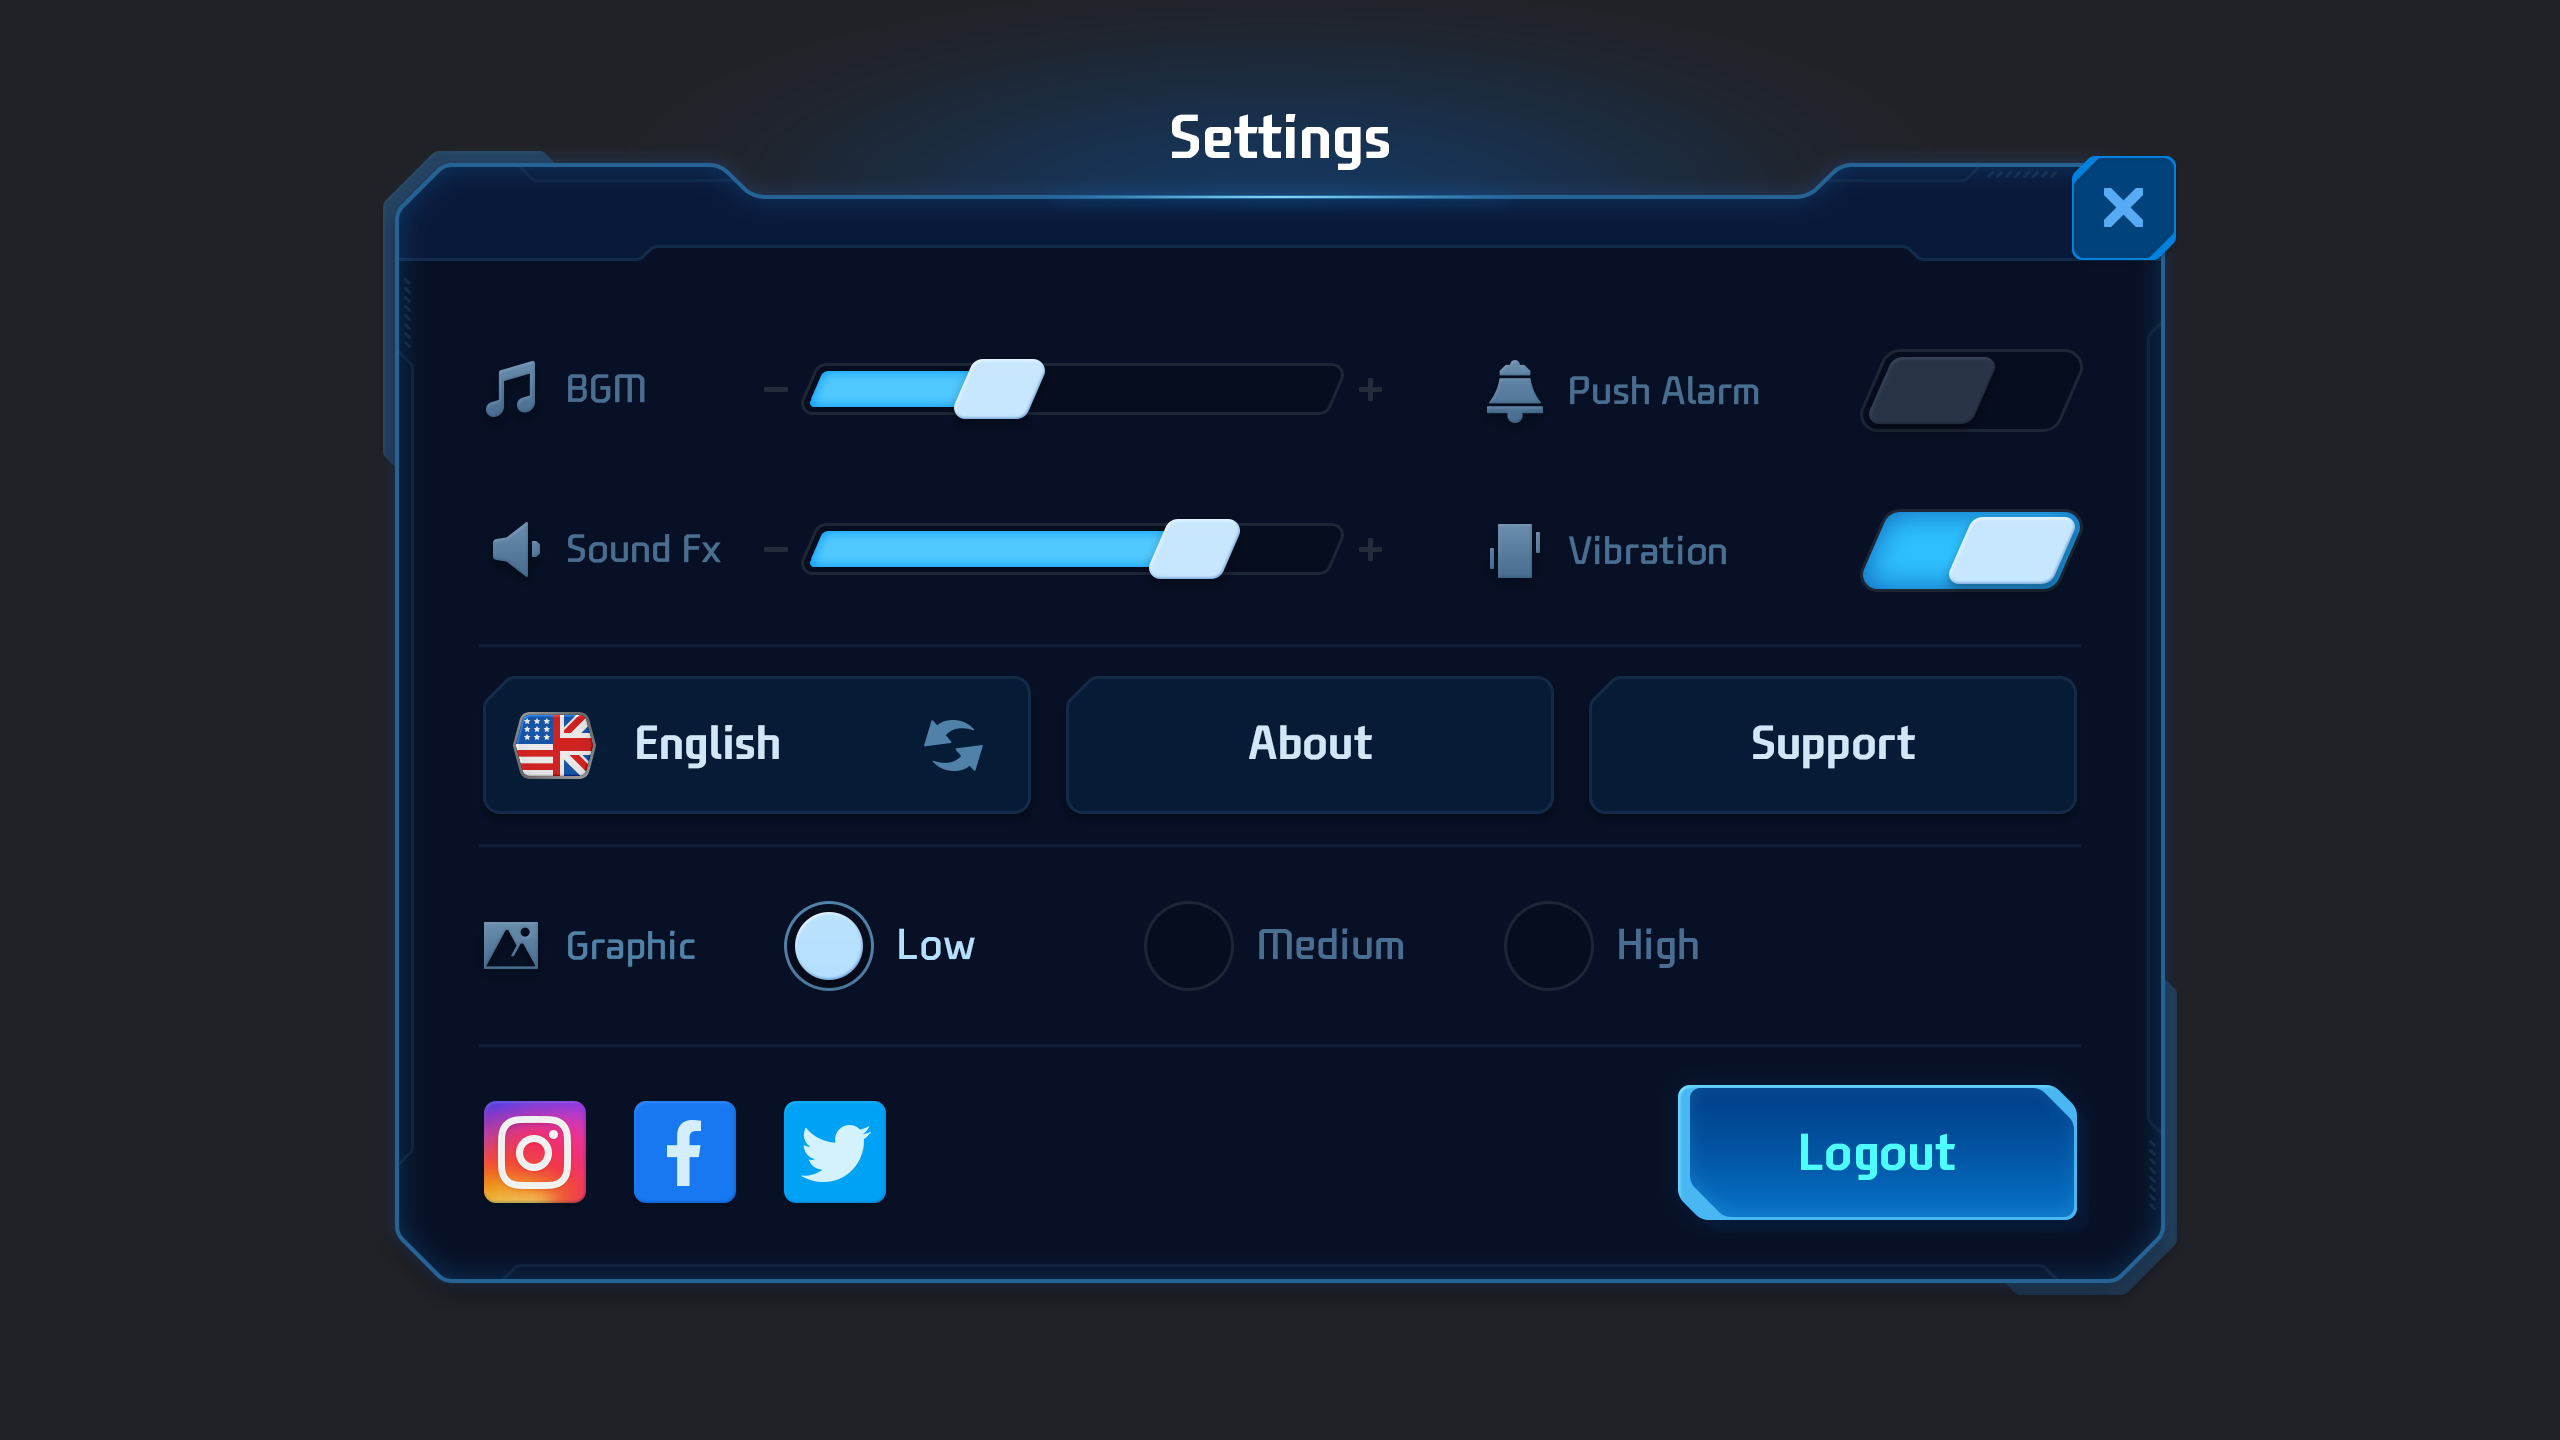 Settings
BGM
Push Alarm
Sound Fx
Vibration
English
About
Support
Graphic
Low
Medium
High
Logout